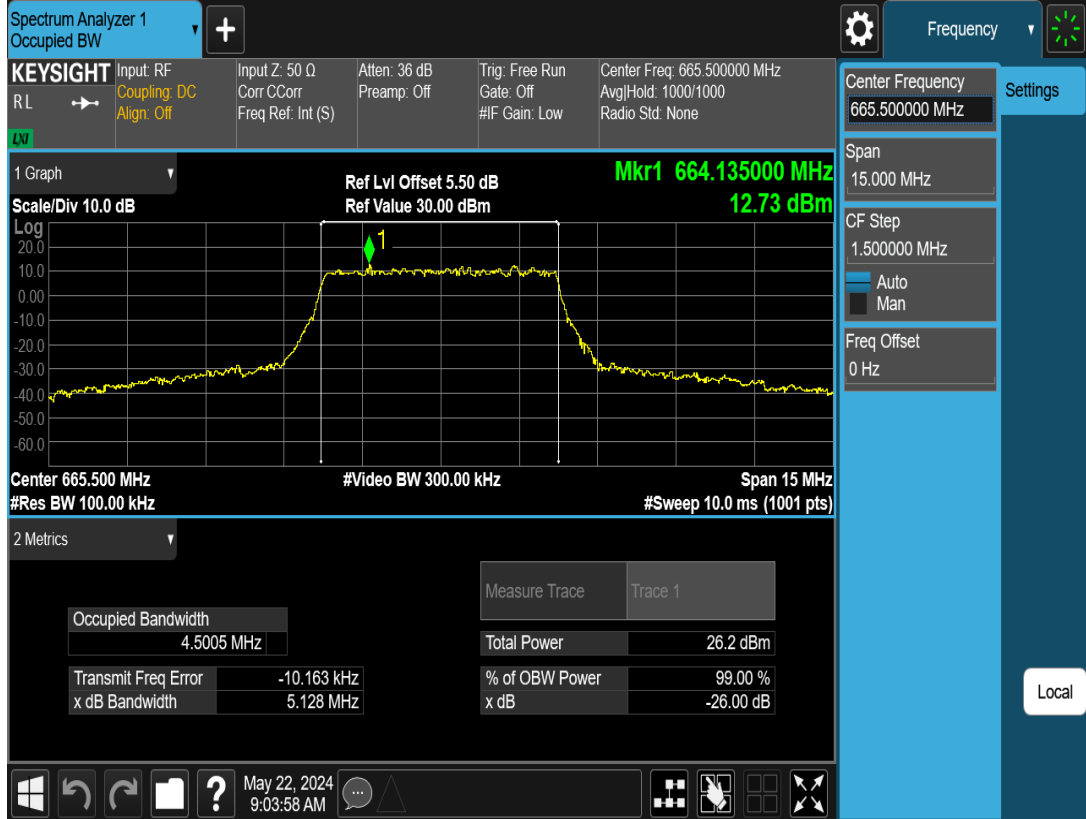 Spectrum Analyzer 1
Occupied BW
+
Frequency
KEYSIGHT
RL
LXI
Input: RF
Coupling: DC
Align: Off
Input Z: 50 Ω
Corr CCorr
Freq Ref: Int (S)
Atten: 36 dB
Preamp: Off
Trig: Free Run
Gate: Off
#IF Gain: Low
Center Freq: 665.500000 MHz
Avg|Hold: 1000/1000
Radio Std: None
Center Frequency
665.500000 MHz
Settings
Span
15.000 MHz
CF Step
1.500000 MHz
Auto
Man
Freq Offset
0 Hz
Local
1 Graph
Scale/Div 10.0 dB
Ref Lvl Offset 5.50 dB
Ref Value 30.00 dBm
Mkr1 664.135000 MHz
12.73 dBm
Log
20.0
10.0
0.00
-10.0
-20.0
-30.0
-40.0
-50.0
-60.0
1
Center 665.500 MHz
#Video BW 300.00 kHz
Span 15 MHz
#Res BW 100.00 kHz
#Sweep 10.0 ms (1001 pts)
2 Metrics
Measure Trace Trace 1
Occupied Bandwidth
4.5005 MHz
Total Power 26.2 dBm
Transmit Freq Error -10.163 kHz
% of OBW Power 99.00 %
x dB Bandwidth 5.128 MHz
x dB -26.00 dB
?
May 22, 2024
9:03:58 AM